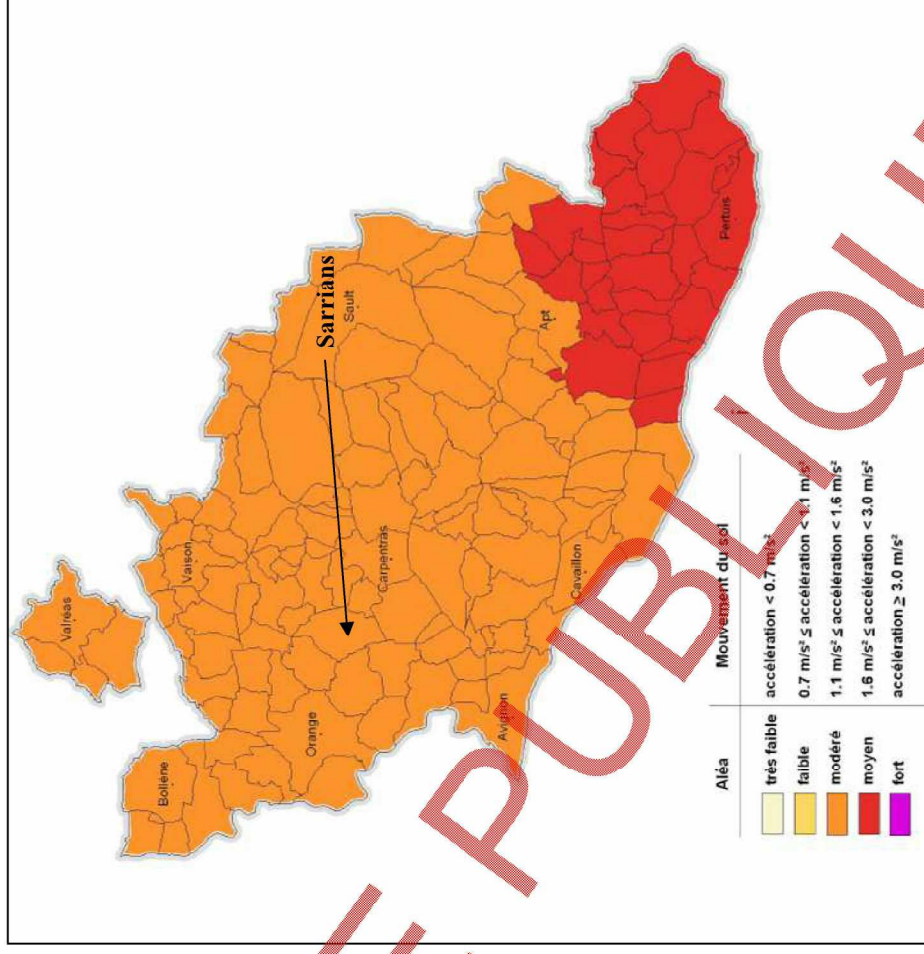 Valréas
Bollène
Vaison
Orange
Sarrians
Sault
Carpentras
Avignon
Cavaillon
Apt
Pertuis
Aléa Mouvement du sol
très faible accélération < 0.7 m/s²
faible 0.7 m/s² ≤ accélération < 1.1 m/s²
modéré 1.1 m/s² ≤ accélération < 1.6 m/s²
moyen 1.6 m/s² ≤ accélération < 3.0 m/s²
fort accélération ≥ 3.0 m/s²
PUBLIQU